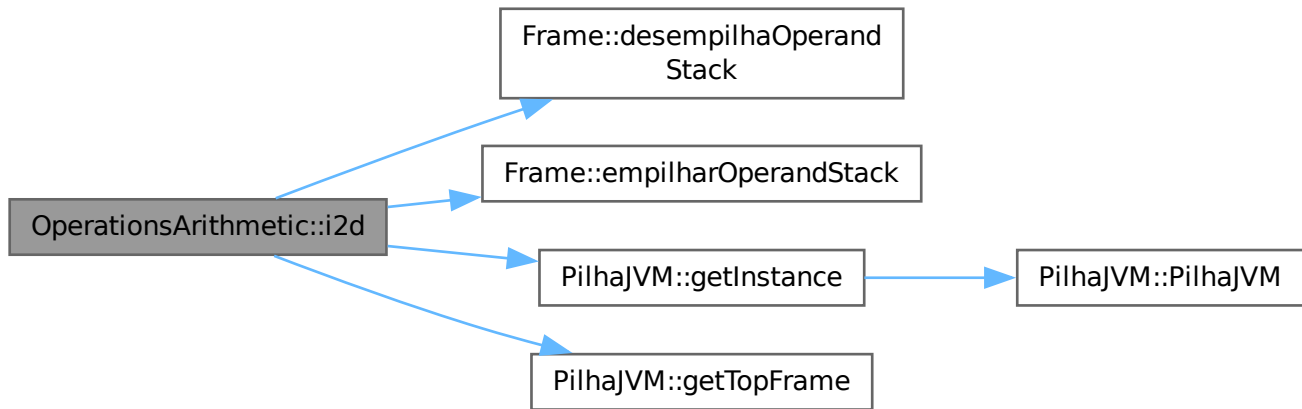 Frame::desempilhaOperand
Stack
Frame::empilharOperandStack
OperationsArithmetic::i2d
PilhaJVM::getInstance
PilhaJVM::PilhaJVM
PilhaJVM::getTopFrame